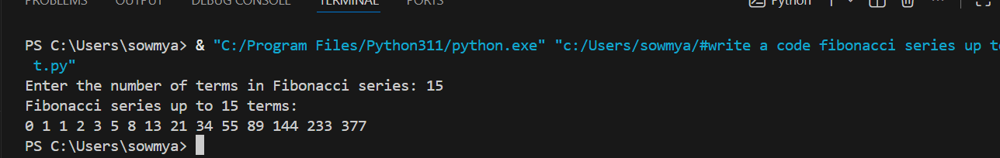 PROBLEMS OUTPUT DEBUG CONSOLE TERMINAL PORTS Python
PS C:\Users\sowmya> & "C:/Program Files/Python311/python.exe" "c:/Users/sowmya/#write a code fibonacci series up
t.py"
Enter the number of terms in Fibonacci series: 15
Fibonacci series up to 15 terms:
0 1 1 2 3 5 8 13 21 34 55 89 144 233 377
PS C:\Users\sowmya>